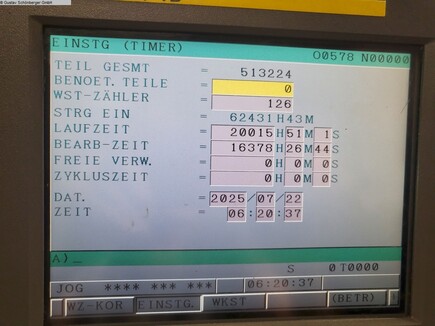 © Gustav Schönberger GmbH
EINSTG (TIMER)
O0578 N00000
TEIL GESMT = 513224
BENOET. TEILE = 0
WST-ZÄHLER = 126
STRG EIN = 62431H43M
LAUFZEIT = 20015H51M 1S
BEARB-ZEIT = 16378H26M44S
FREIE VERW. = 0H 0M 0S
ZYKLUSZEIT = 0H 0M 0S
DAT. = 2025/07/22
ZEIT = 06:20:37
A)_
S 0T0000
JOG **** *** *** 06:20:37
WZ-KOR EINSTG. WKST (BETR)